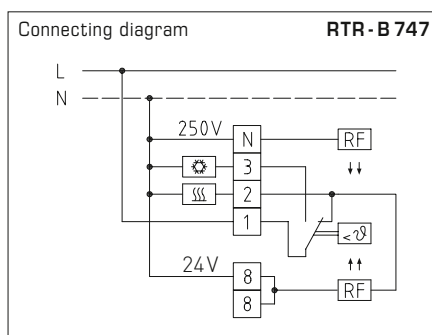 Connecting diagram RTR-B 747
L
N
250V N RF
3
2
1 <ϑ
24V 8
8 RF